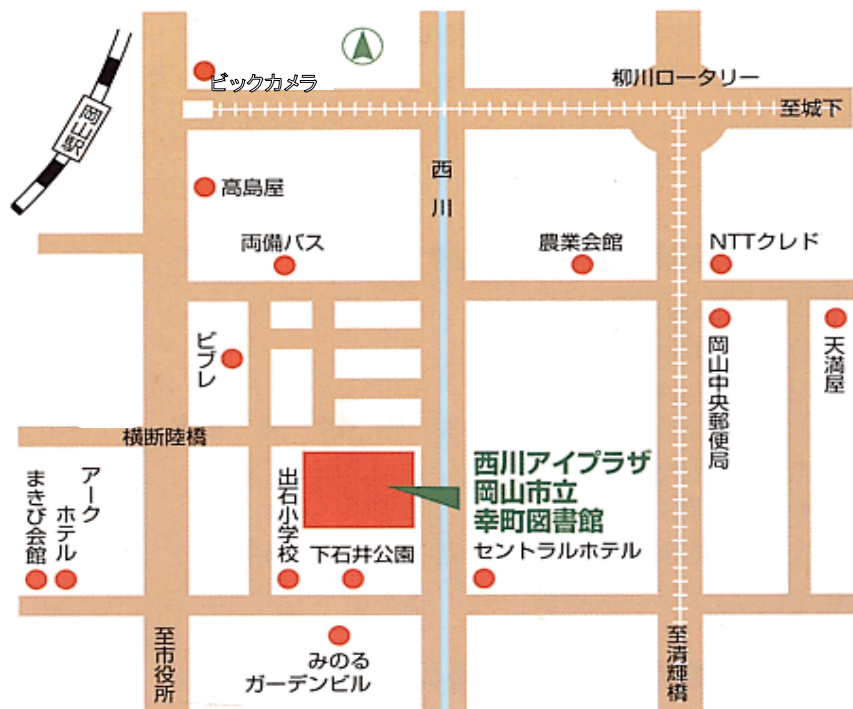 ビックカメラ
柳川ロータリー
至城下
岡山駅
高島屋
西川
両備バス
農業会館
NTTクレド
ビブレ
岡山中央郵便局
天満屋
横断陸橋
西川アイプラザ
岡山市立
幸町図書館
アーク
ホテル
まきび会館
出石小学校
下石井公園
セントラルホテル
至市役所
みのる
ガーデンビル
至清輝橋